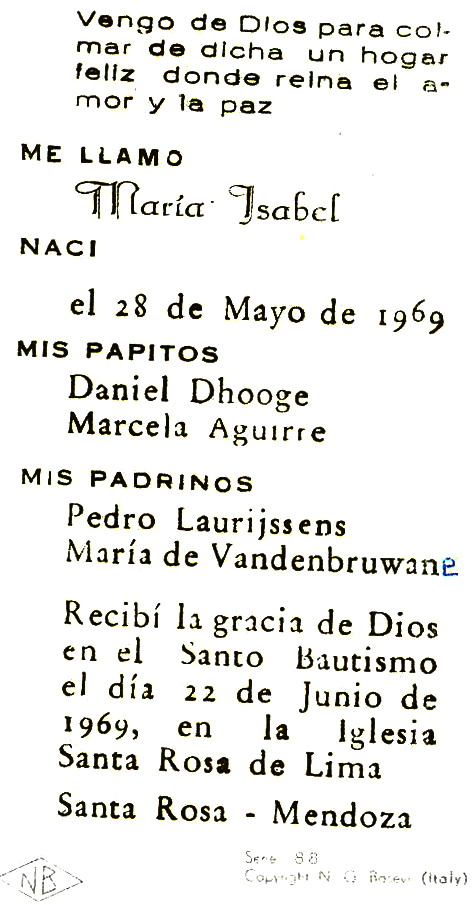 Vengo de Dios para col-
mar de dicha un hogar
feliz donde reina el a-
mor y la paz
ME LLAMO
María Isabel
NACI
el 28 de Mayo de 1969
MIS PAPITOS
Daniel Dhooge
Marcela Aguirre
MIS PADRINOS
Pedro Laurijssens
María de Vandenbruwane
Recibí la gracia de Dios
en el Santo Bautismo
el día 22 de Junio de
1969, en la Iglesia
Santa Rosa de Lima
Santa Rosa - Mendoza
NB
Serie 88
Copyright N. G. (Italy)